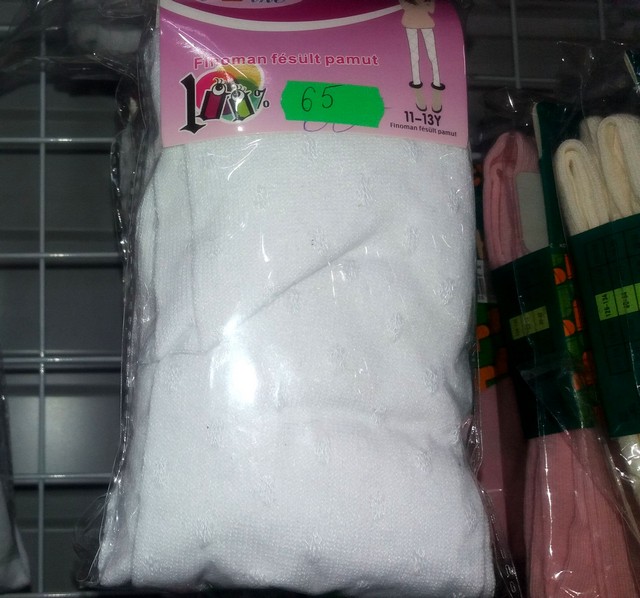 Finoman fésült pamut
100%
65
11-13Y
Finoman fésült pamut